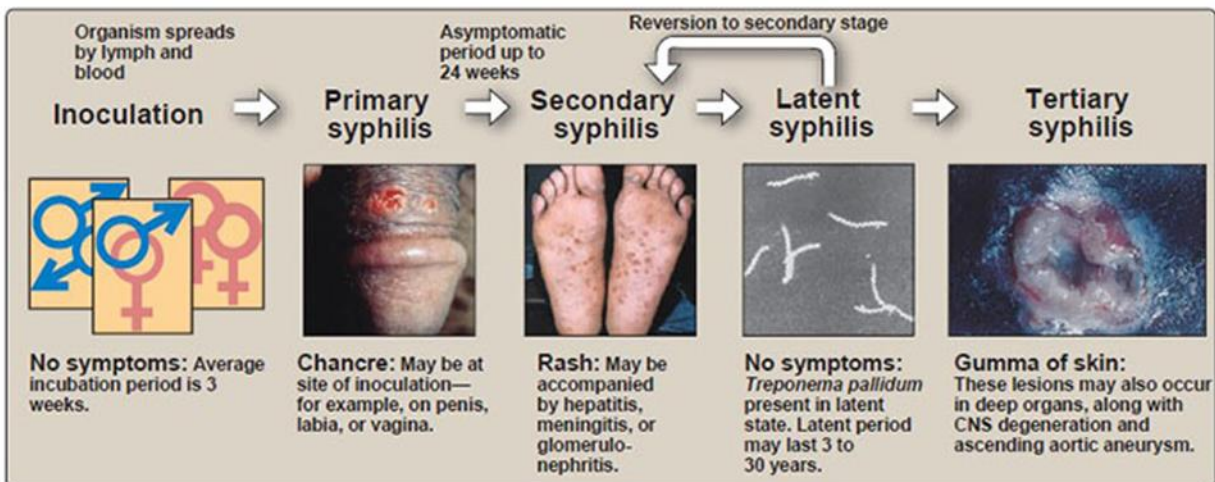 Organism spreads
by lymph and
blood
Asymptomatic
period up to
24 weeks
Reversion to secondary stage
Inoculation
Primary
syphilis
Secondary
syphilis
Latent
syphilis
Tertiary
syphilis
No symptoms: Average
incubation period is 3
weeks.
Chancre: May be at
site of inoculation—
for example, on penis,
labia, or vagina.
Rash: May be
accompanied
by hepatitis,
meningitis, or
glomerulo-
nephritis.
No symptoms:
Treponema pallidum
present in latent
state. Latent period
may last 3 to
30 years.
Gumma of skin:
These lesions may also occur
in deep organs, along with
CNS degeneration and
ascending aortic aneurysm.